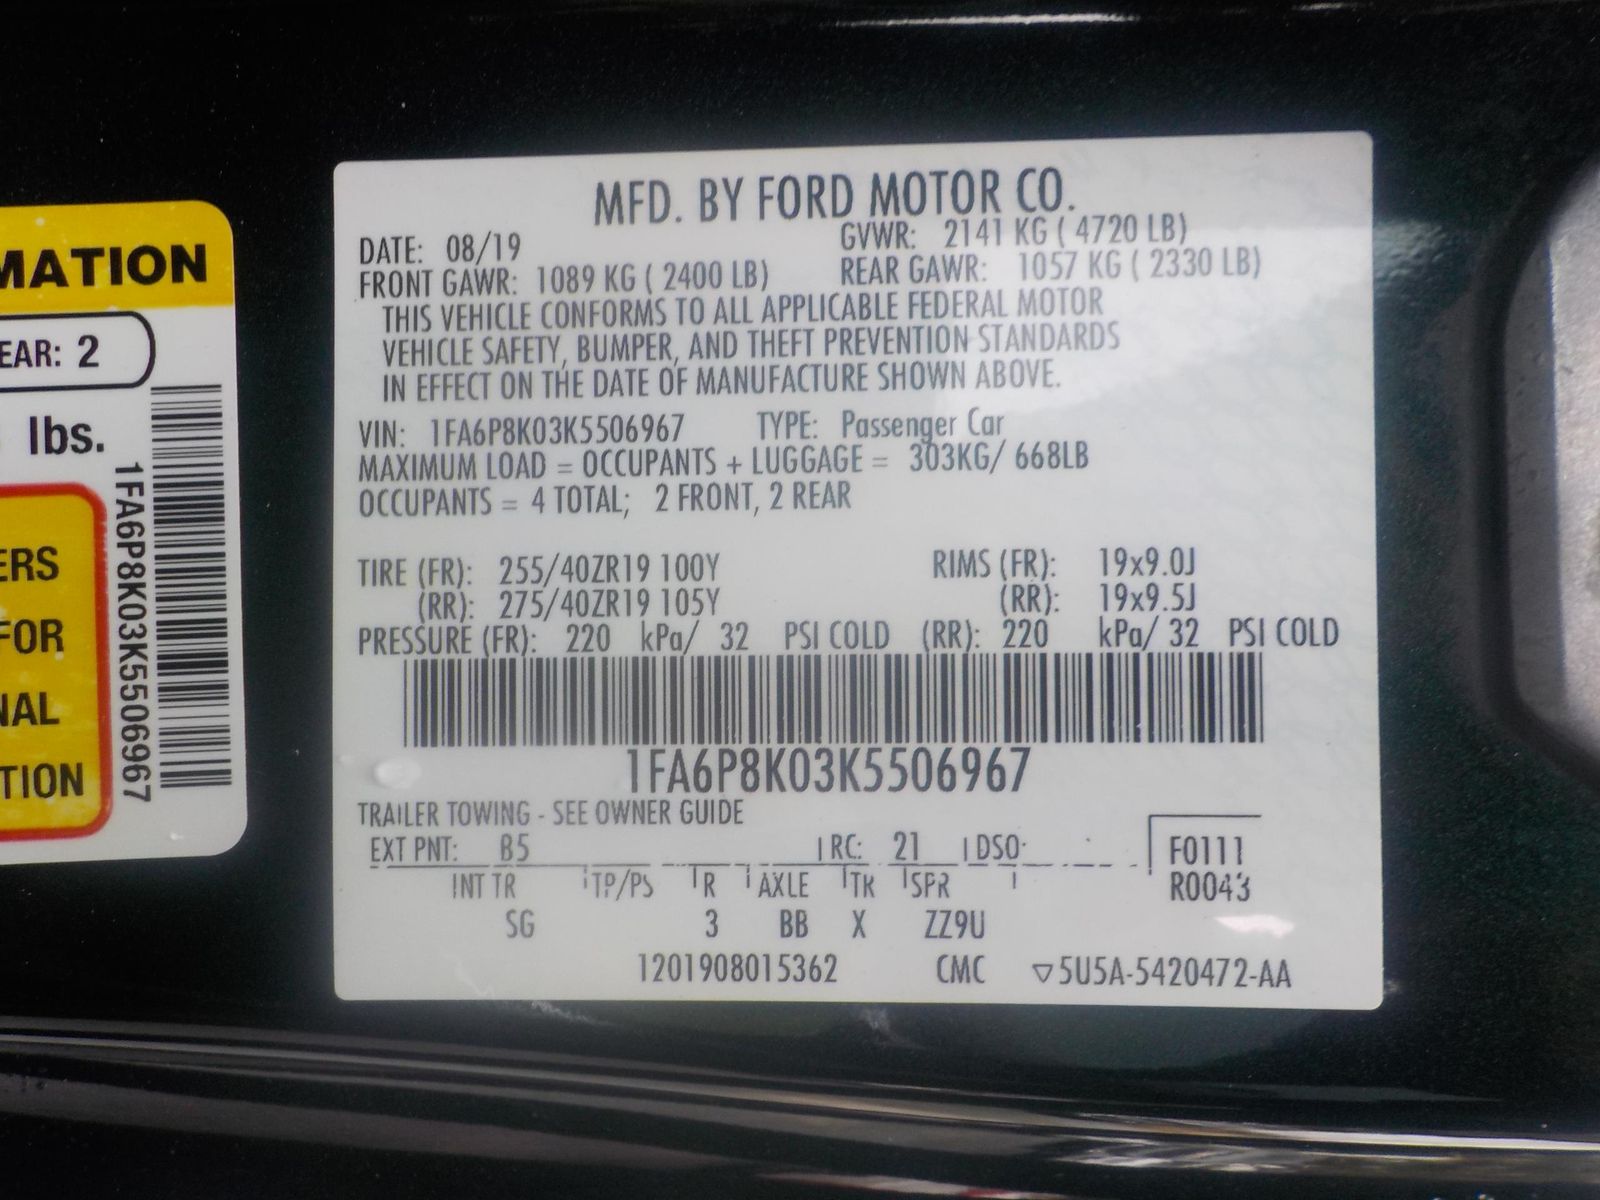 MATION
EAR: 2
lbs.
1FA6P8K03K5506967
ERS
FOR
NAL
TION
MFD. BY FORD MOTOR CO.
DATE: 08/19 GVWR: 2141 KG ( 4720 LB)
FRONT GAWR: 1089 KG ( 2400 LB) REAR GAWR: 1057 KG ( 2330 LB)
THIS VEHICLE CONFORMS TO ALL APPLICABLE FEDERAL MOTOR
VEHICLE SAFETY, BUMPER, AND THEFT PREVENTION STANDARDS
IN EFFECT ON THE DATE OF MANUFACTURE SHOWN ABOVE.
VIN: 1FA6P8K03K5506967 TYPE: Passenger Car
MAXIMUM LOAD = OCCUPANTS + LUGGAGE = 303KG/ 668LB
OCCUPANTS = 4 TOTAL; 2 FRONT, 2 REAR
TIRE (FR): 255/40ZR19 100Y RIMS (FR): 19x9.0J
(RR): 275/40ZR19 105Y (RR): 19x9.5J
PRESSURE (FR): 220 kPa/ 32 PSI COLD (RR): 220 kPa/ 32 PSI COLD
1FA6P8K03K5506967
TRAILER TOWING - SEE OWNER GUIDE
EXT PNT: B5 RC: 21 DSO: F0111
INT TR TP/PS R AXLE TR SPR R0043
SG 3 BB X ZZ9U
1201908015362 CMC ▽5U5A-5420472-AA